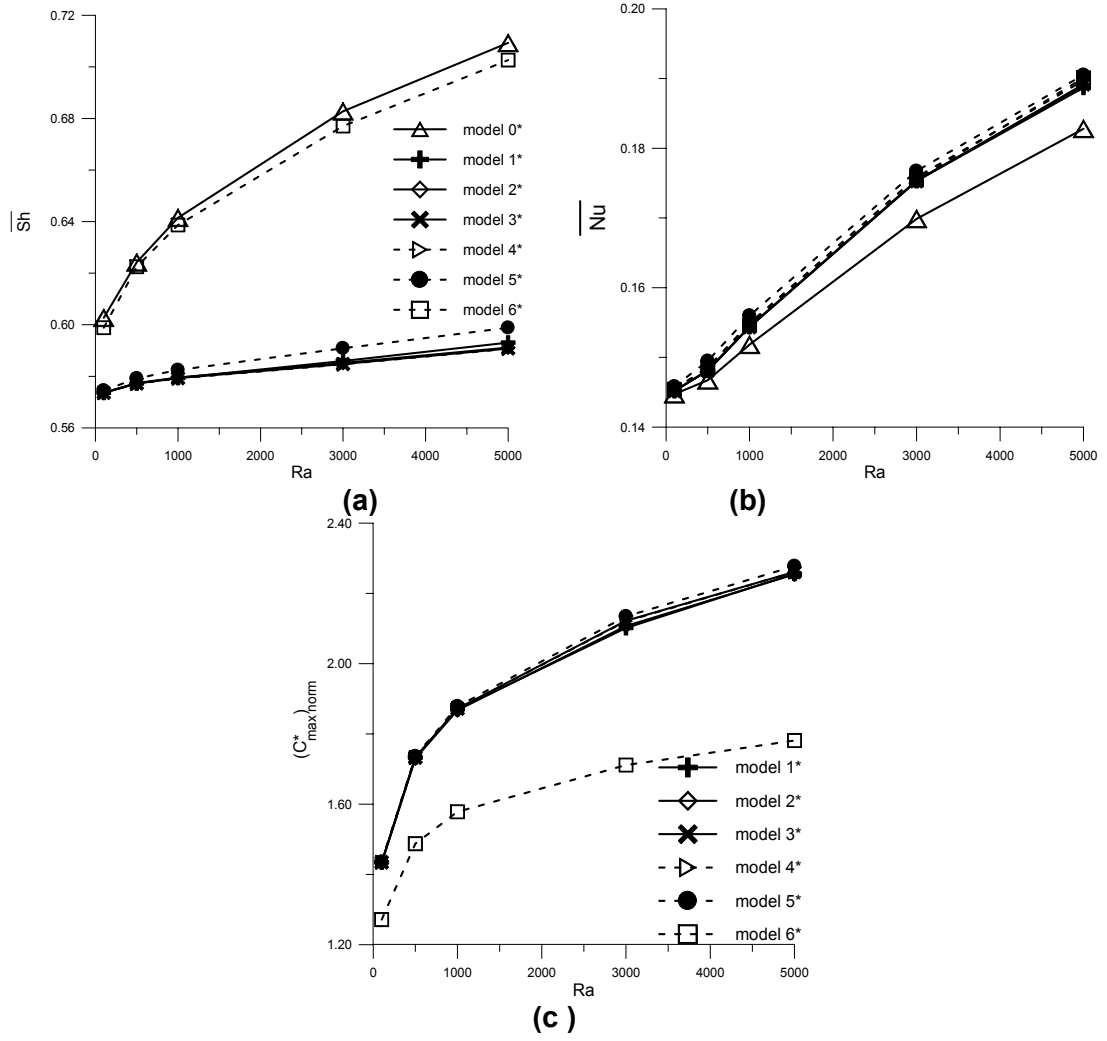 0.72
0.68
0.64
0.60
0.56
Sh
0 1000 2000 3000 4000 5000
Ra
model 0*
model 1*
model 2*
model 3*
model 4*
model 5*
model 6*
(a)
0.20
0.18
0.16
0.14
Nu
0 1000 2000 3000 4000 5000
Ra
(b)
2.40
2.00
1.60
1.20
(C*max)norm
0 1000 2000 3000 4000 5000
Ra
model 1*
model 2*
model 3*
model 4*
model 5*
model 6*
(c )